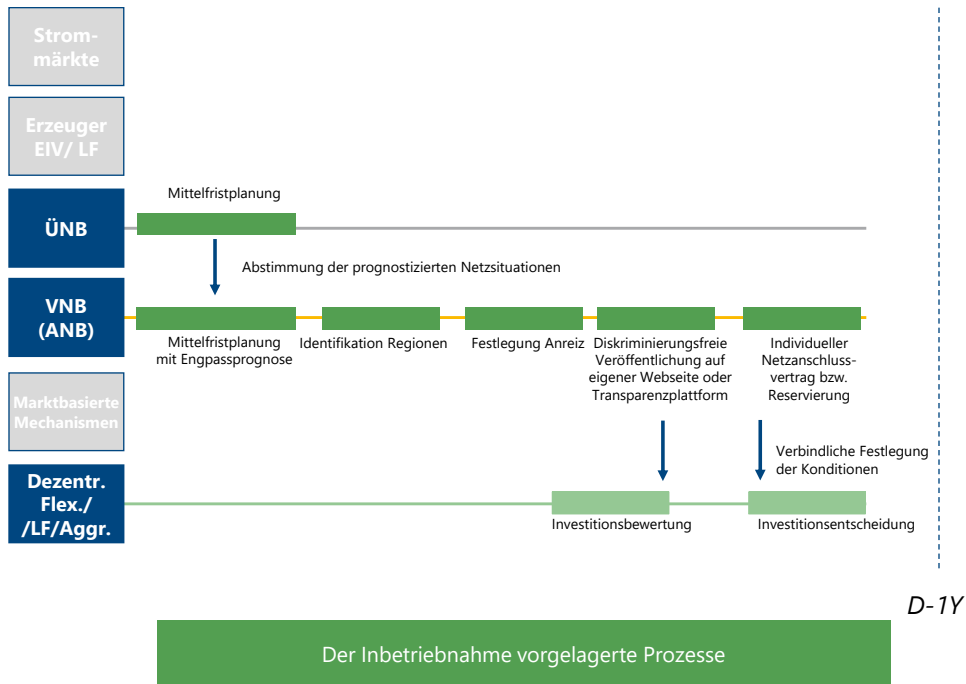 Strom-
märkte
Erzeuger
EIV/ LF
Mittelfristplanung
ÜNB
Abstimmung der prognostizierten Netzsituationen
VNB
(ANB)
Mittelfristplanung
mit Engpassprognose
Identifikation Regionen
Festlegung Anreiz
Diskriminierungsfreie
Veröffentlichung auf
eigener Webseite oder
Transparenzplattform
Individueller
Netzanschluss-
vertrag bzw.
Reservierung
Marktbasierte
Mechanismen
Verbindliche Festlegung
der Konditionen
Dezentr.
Flex./
/LF/Aggr.
Investitionsbewertung
Investitionsentscheidung
D-1Y
Der Inbetriebnahme vorgelagerte Prozesse